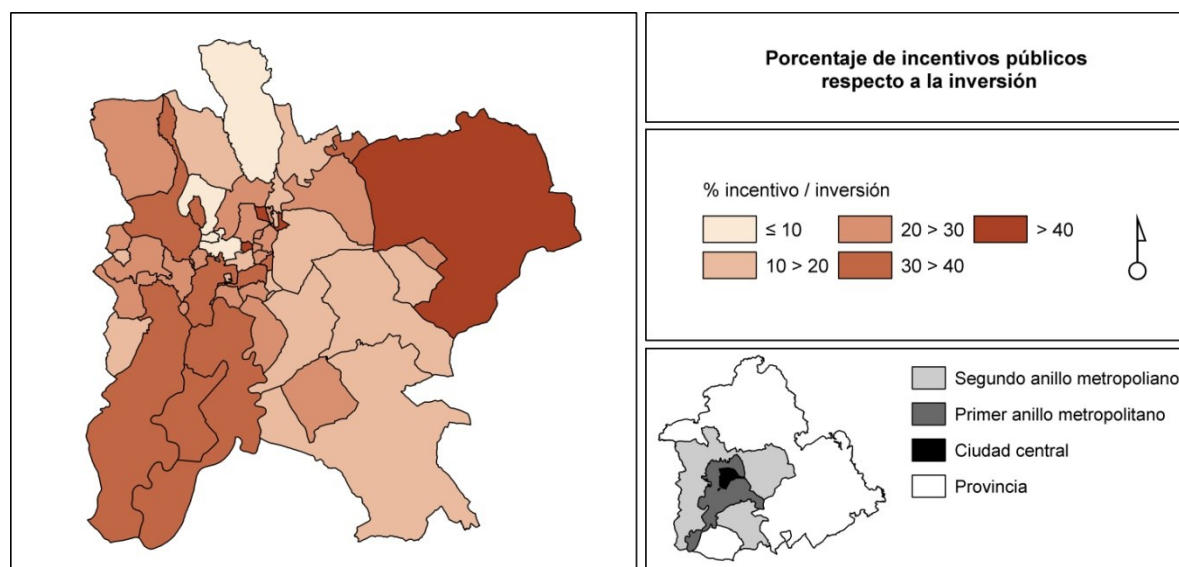 Porcentaje de incentivos públicos
respecto a la inversión
% incentivo / inversión
≤ 10
20 > 30
> 40
10 > 20
30 > 40
Segundo anillo metropoliano
Primer anillo metropolitano
Ciudad central
Provincia